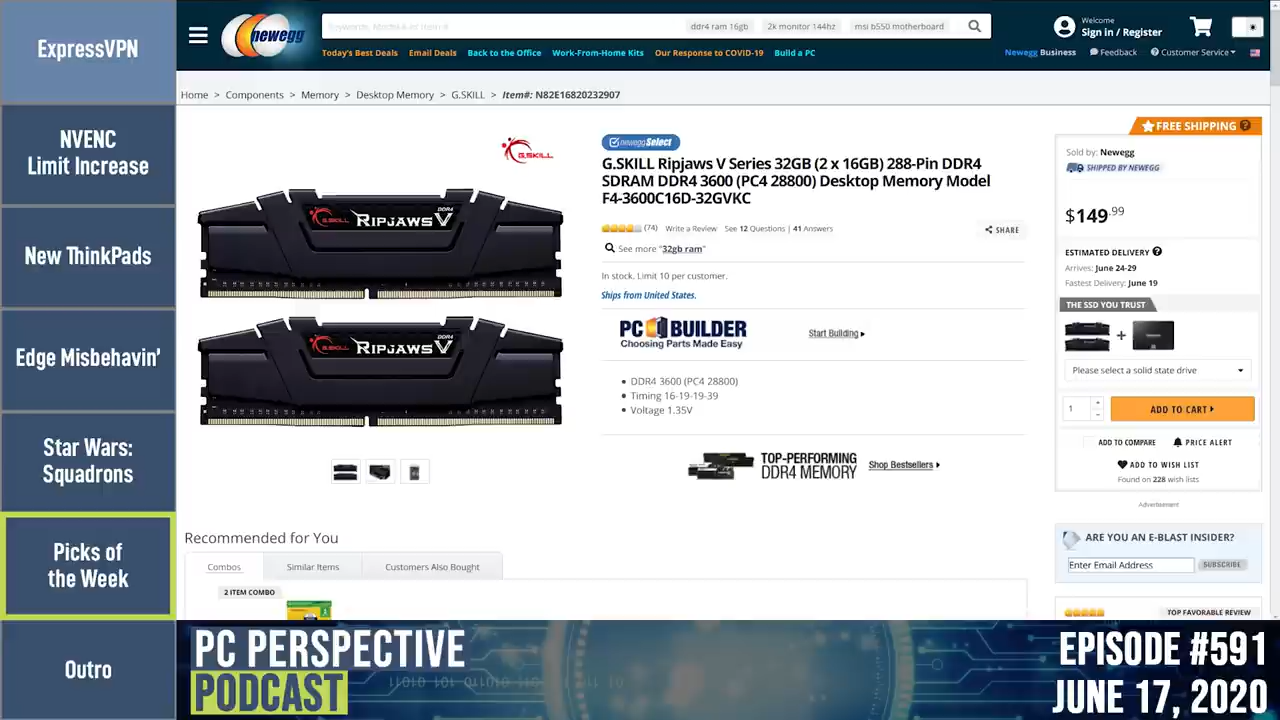 ExpressVPN
NVENC
Limit Increase
New ThinkPads
Edge Misbehavin'
Star Wars:
Squadrons
Picks of
the Week
Outro
newegg
Keywords, Model # or Item #
ddr4 ram 16gb
2k monitor 144hz
msi b550 motherboard
Welcome
Sign in / Register
Today's Best Deals
Email Deals
Back to the Office
Work-From-Home Kits
Our Response to COVID-19
Build a PC
Newegg Business
Feedback
Customer Service
Home > Components > Memory > Desktop Memory > G.SKILL > Item#: N82E16820232907
G.SKILL
G.SKILL RIPJAWS V DDR4
G.SKILL RIPJAWS V DDR4
neweggSelect
G.SKILL Ripjaws V Series 32GB (2 x 16GB) 288-Pin DDR4
SDRAM DDR4 3600 (PC4 28800) Desktop Memory Model
F4-3600C16D-32GVKC
(74) Write a Review See 12 Questions | 41 Answers
SHARE
See more "32gb ram"
In stock. Limit 10 per customer.
Ships from United States.
PC BUILDER
Choosing Parts Made Easy
Start Building
DDR4 3600 (PC4 28800)
Timing 16-19-19-39
Voltage 1.35V
TOP-PERFORMING
DDR4 MEMORY
Shop Bestsellers
FREE SHIPPING
Sold by: Newegg
SHIPPED BY NEWEGG
$149.99
ESTIMATED DELIVERY
Arrives: June 24-29
Fastest Delivery: June 19
THE SSD YOU TRUST
+
Please select a solid state drive
1
ADD TO CART
ADD TO COMPARE
PRICE ALERT
ADD TO WISH LIST
Found on 228 wish lists
Advertisement
ARE YOU AN E-BLAST INSIDER?
Enter Email Address
SUBSCRIBE
TOP FAVORABLE REVIEW
Recommended for You
Combos
Similar Items
Customers Also Bought
2 ITEM COMBO
PC PERSPECTIVE
PODCAST
EPISODE #591
JUNE 17, 2020